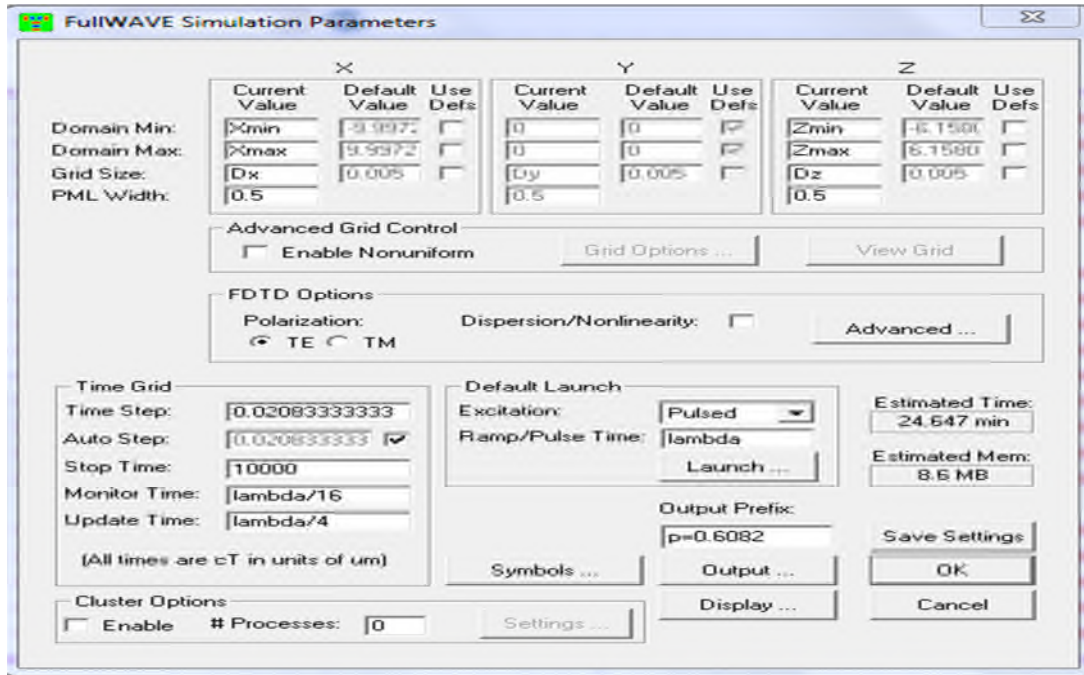 FullWAVE Simulation Parameters
X Y Z
Current Default Use Current Default Use Current Default Use
Value Value Defs Value Value Defs Value Value Defs
Domain Min: Xmin -9.9972 0 0 Zmin -6.1580
Domain Max: Xmax 9.9972 0 0 Zmax 6.1580
Grid Size: Dx 0.005 Dy 0.005 Dz 0.005
PML Width: 0.5 0.5 0.5
Advanced Grid Control
Enable Nonuniform Grid Options ... View Grid
FDTD Options
Polarization: Dispersion/Nonlinearity: Advanced ...
TE TM
Time Grid
Time Step: 0.02083333333
Auto Step: 0.020833333
Stop Time: 10000
Monitor Time: lambda/16
Update Time: lambda/4
(All times are cT in units of um)
Default Launch
Excitation: Pulsed
Ramp/Pulse Time: lambda
Launch ...
Estimated Time:
24.647 min
Estimated Mem:
8.6 MB
Output Prefix:
p=0.6082 Save Settings
Symbols ... Output ... OK
Display ... Cancel
Cluster Options
Enable # Processes: 0 Settings ...